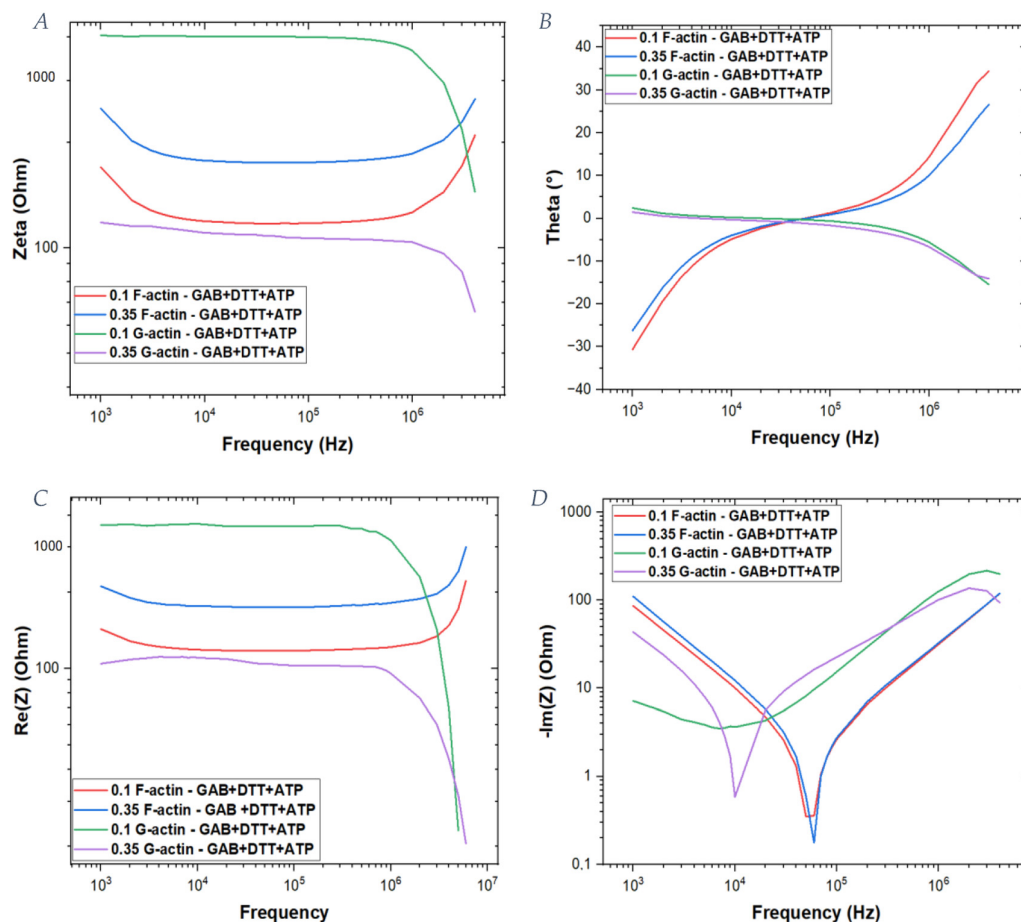 A
Zeta (Ohm)
1000
100
0.1 F-actin - GAB+DTT+ATP
0.35 F-actin - GAB+DTT+ATP
0.1 G-actin - GAB+DTT+ATP
0.35 G-actin - GAB+DTT+ATP
10³ 10⁴ 10⁵ 10⁶
Frequency (Hz)
B
Theta (°)
40
30
20
10
0
−10
−20
−30
−40
0.1 F-actin - GAB+DTT+ATP
0.35 F-actin - GAB+DTT+ATP
0.1 G-actin - GAB+DTT+ATP
0.35 G-actin - GAB+DTT+ATP
10³ 10⁴ 10⁵ 10⁶
Frequency (Hz)
C
Re(Z) (Ohm)
1000
100
0.1 F-actin - GAB+DTT+ATP
0.35 F-actin - GAB +DTT+ATP
0.1 G-actin - GAB+DTT+ATP
0.35 G-actin - GAB+DTT+ATP
10³ 10⁴ 10⁵ 10⁶ 10⁷
Frequency
D
-Im(Z) (Ohm)
1000
100
10
1
0.1
0.1 F-actin - GAB+DTT+ATP
0.35 F-actin - GAB+DTT+ATP
0.1 G-actin - GAB+DTT+ATP
0.35 G-actin - GAB+DTT+ATP
10³ 10⁴ 10⁵ 10⁶
Frequency (Hz)